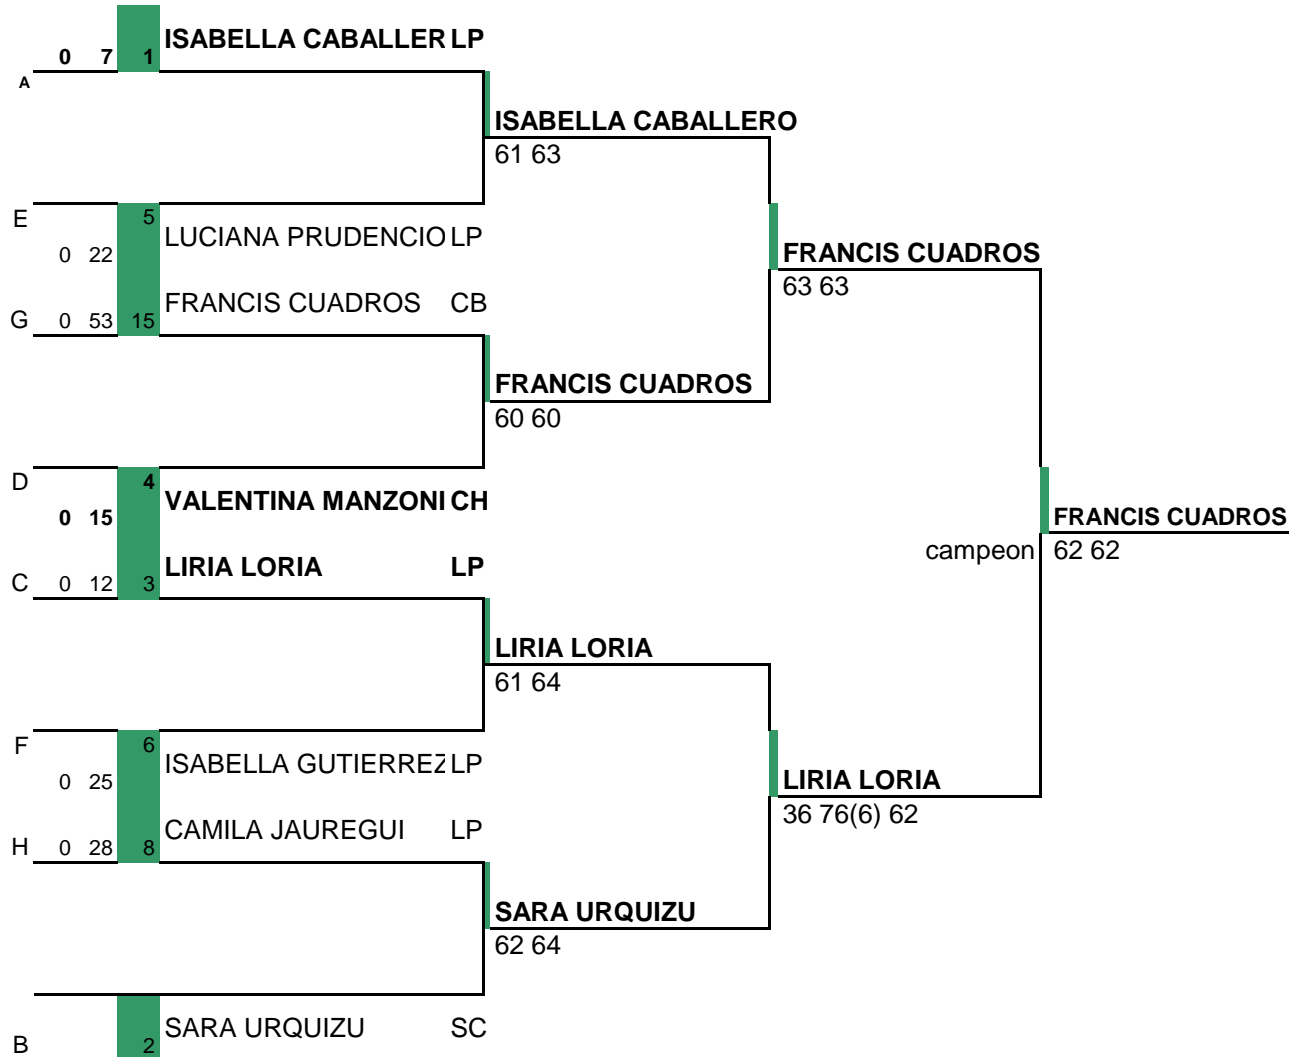 0 7 1 ISABELLA CABALLER LP
A
ISABELLA CABALLERO
61 63
E 5
0 22 LUCIANA PRUDENCIO LP
FRANCIS CUADROS
63 63
G 0 53 15 FRANCIS CUADROS CB
FRANCIS CUADROS
60 60
D 4
0 15 VALENTINA MANZONI CH
FRANCIS CUADROS
campeon 62 62
C 0 12 3 LIRIA LORIA LP
LIRIA LORIA
61 64
F 6
0 25 ISABELLA GUTIERREZ LP
LIRIA LORIA
36 76(6) 62
H 0 28 8 CAMILA JAUREGUI LP
SARA URQUIZU
62 64
B 2 SARA URQUIZU SC